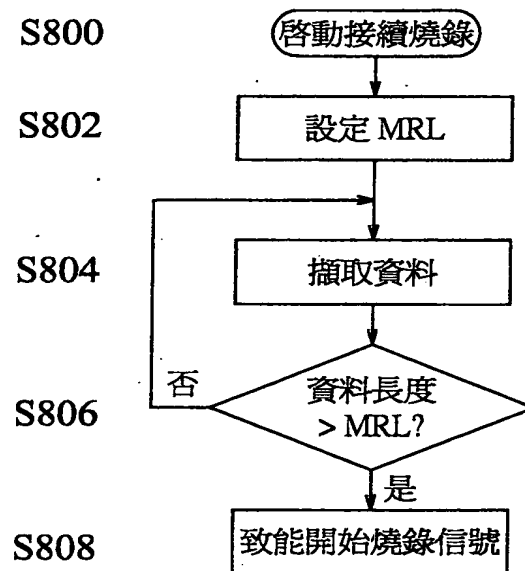 S800
啓動接續燒錄
S802
設定 MRL
S804
擷取資料
否
S806
資料長度
> MRL?
是
S808
致能開始燒錄信號